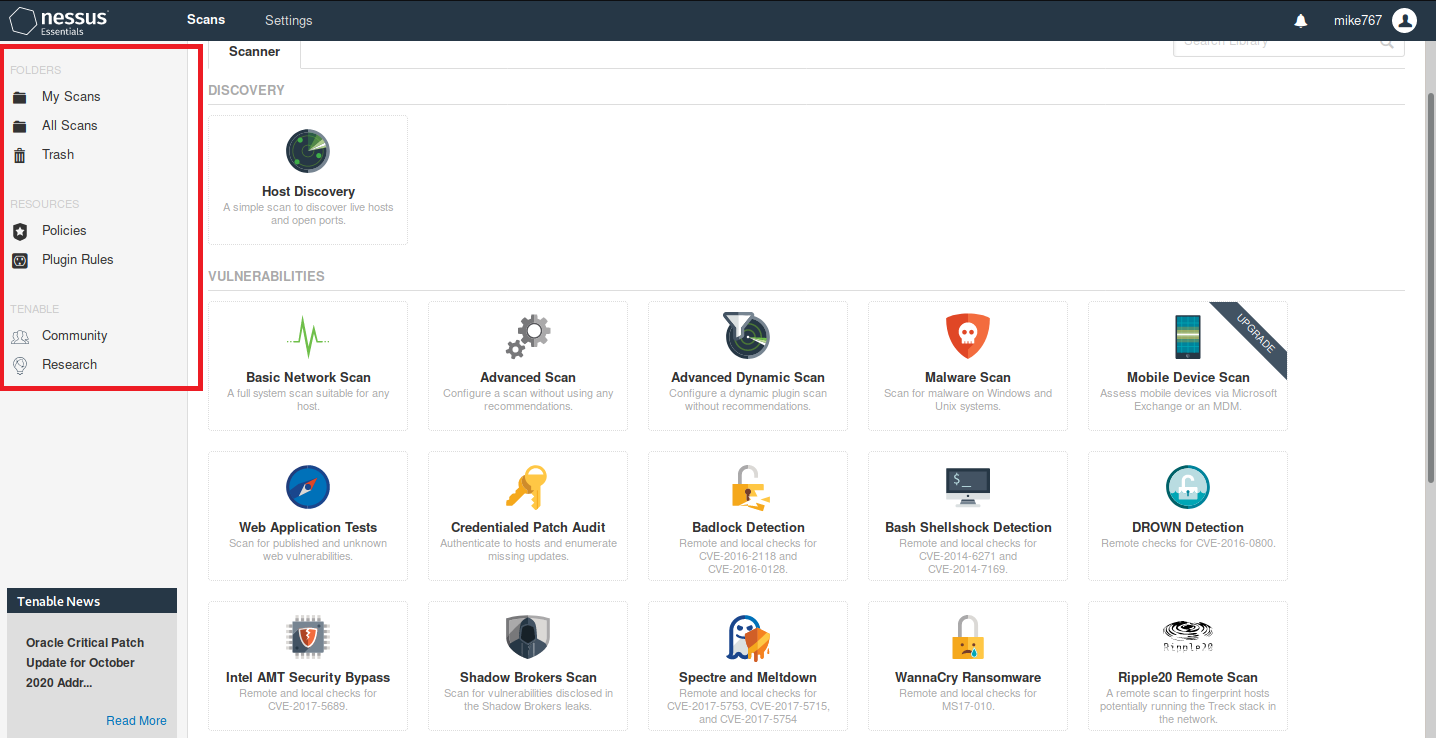 nessus
Essentials
Scans
Settings
mike767
FOLDERS
My Scans
All Scans
Trash
RESOURCES
Policies
Plugin Rules
TENABLE
Community
Research
Tenable News
Oracle Critical Patch
Update for October
2020 Addr...
Read More
Scanner
Search Library
DISCOVERY
Host Discovery
A simple scan to discover live hosts
and open ports.
VULNERABILITIES
Basic Network Scan
A full system scan suitable for any
host.
Advanced Scan
Configure a scan without using any
recommendations.
Advanced Dynamic Scan
Configure a dynamic plugin scan
without recommendations.
Malware Scan
Scan for malware on Windows and
Unix systems.
UPGRADE
Mobile Device Scan
Assess mobile devices via Microsoft
Exchange or an MDM.
Web Application Tests
Scan for published and unknown
web vulnerabilities.
Credentialed Patch Audit
Authenticate to hosts and enumerate
missing updates.
Badlock Detection
Remote and local checks for
CVE-2016-2118 and
CVE-2016-0128.
$_
Bash Shellshock Detection
Remote and local checks for
CVE-2014-6271 and
CVE-2014-7169.
DROWN Detection
Remote checks for CVE-2016-0800.
Intel AMT Security Bypass
Remote and local checks for
CVE-2017-5689.
Shadow Brokers Scan
Scan for vulnerabilities disclosed in
the Shadow Brokers leaks.
Spectre and Meltdown
Remote and local checks for
CVE-2017-5753, CVE-2017-5715,
and CVE-2017-5754
WannaCry Ransomware
Remote and local checks for
MS17-010.
Ripple20
Ripple20 Remote Scan
A remote scan to fingerprint hosts
potentially running the Treck stack in
the network.